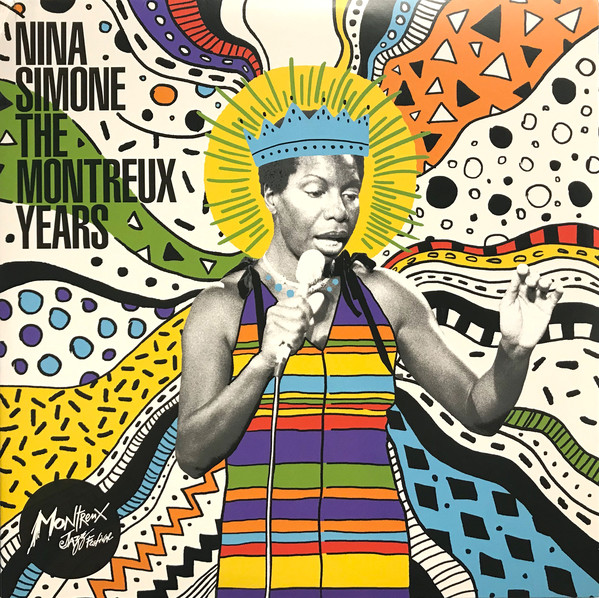 NINA
SIMONE
THE
MONTREUX
YEARS
MONTREUX
JAZZ FESTIVAL